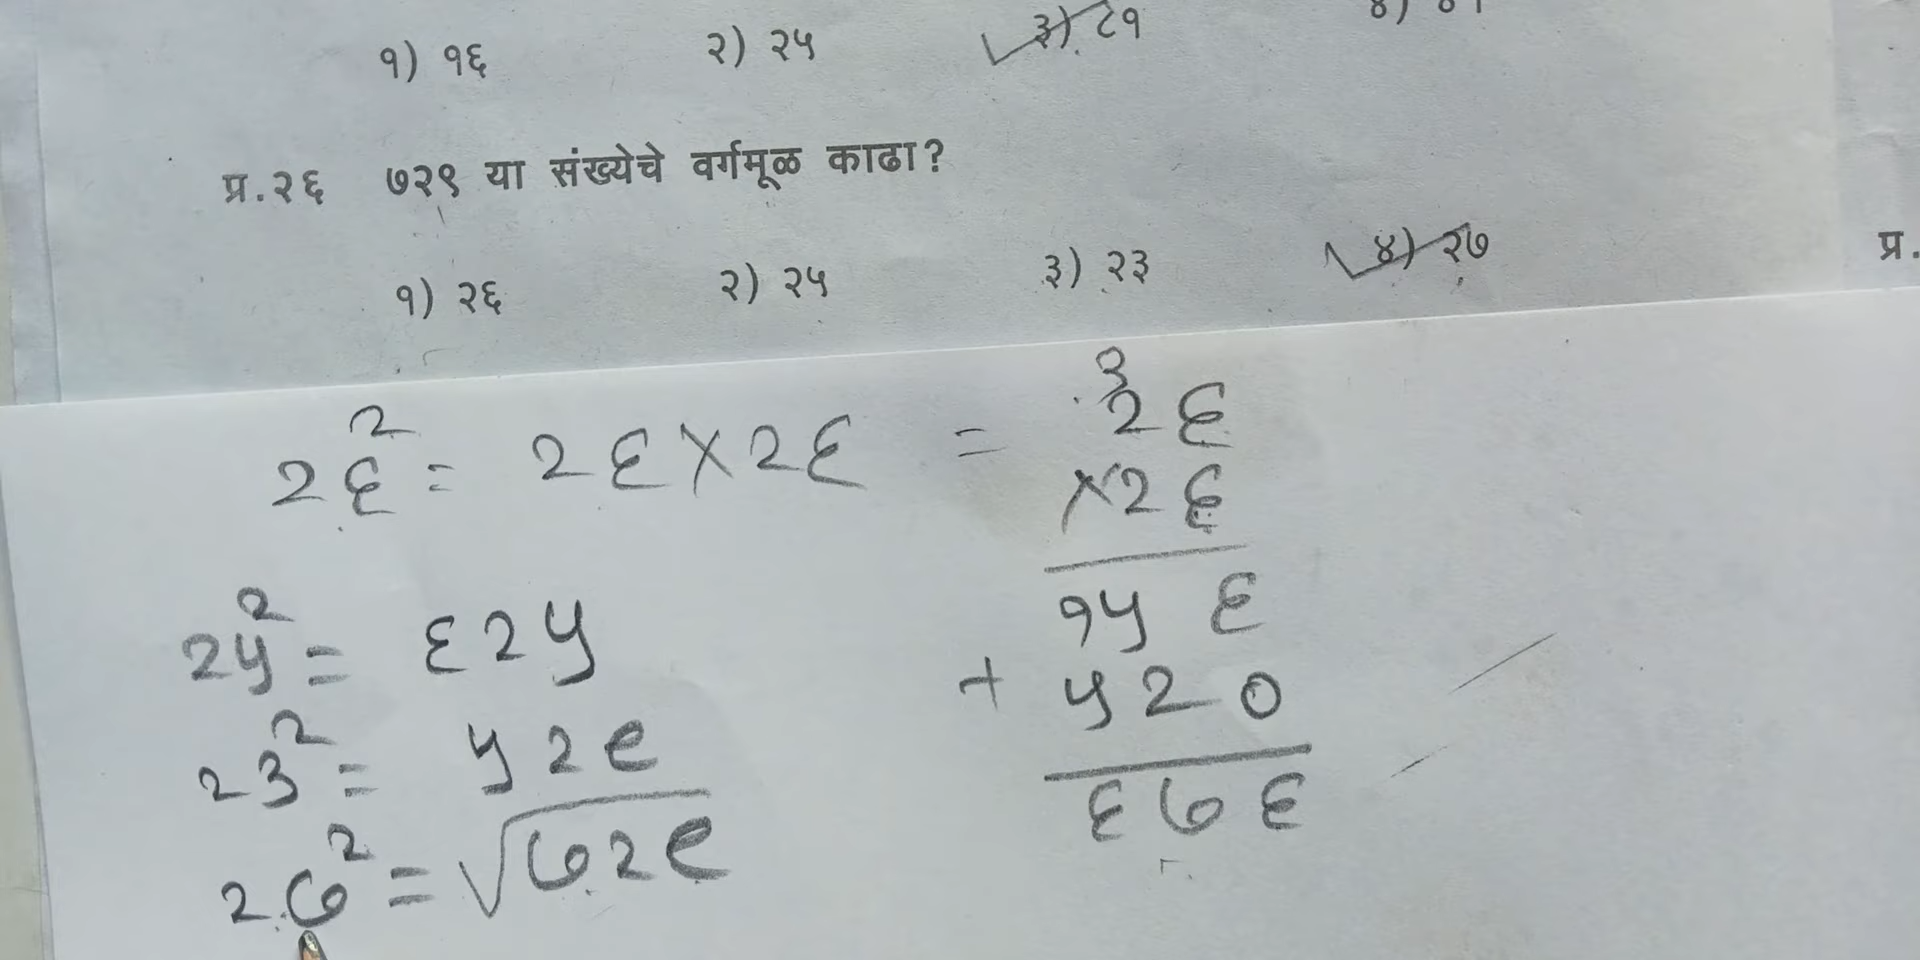 १) १६ २) २५ ३) ८१
प्र.२६ ७२९ या संख्येचे वर्गमूळ काढा?
१) २६ २) २५ ३) २३ ४) २७
प्र.
२६² = २६×२६ = २६
×२६
१५६
+ ५२०
६७६
२५² = ६२५
२३² = ५२९
२७² = √७२९